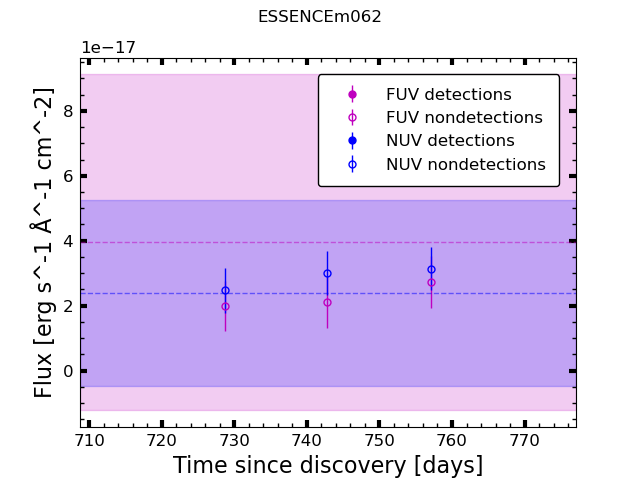 ESSENCEm062
1e−17
Flux [erg s^-1 Å^-1 cm^-2]
8
6
4
2
0
FUV detections
FUV nondetections
NUV detections
NUV nondetections
710 720 730 740 750 760 770
Time since discovery [days]